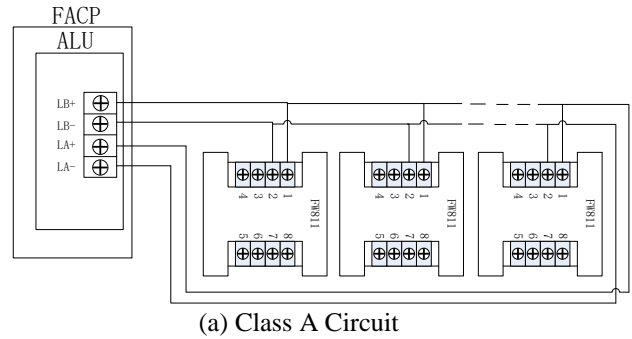 FACP
ALU
LB+
LB-
LA+
LA-
4 3 2 1
5 6 7 8
FW811
4 3 2 1
5 6 7 8
FW811
4 3 2 1
5 6 7 8
FW811
(a) Class A Circuit